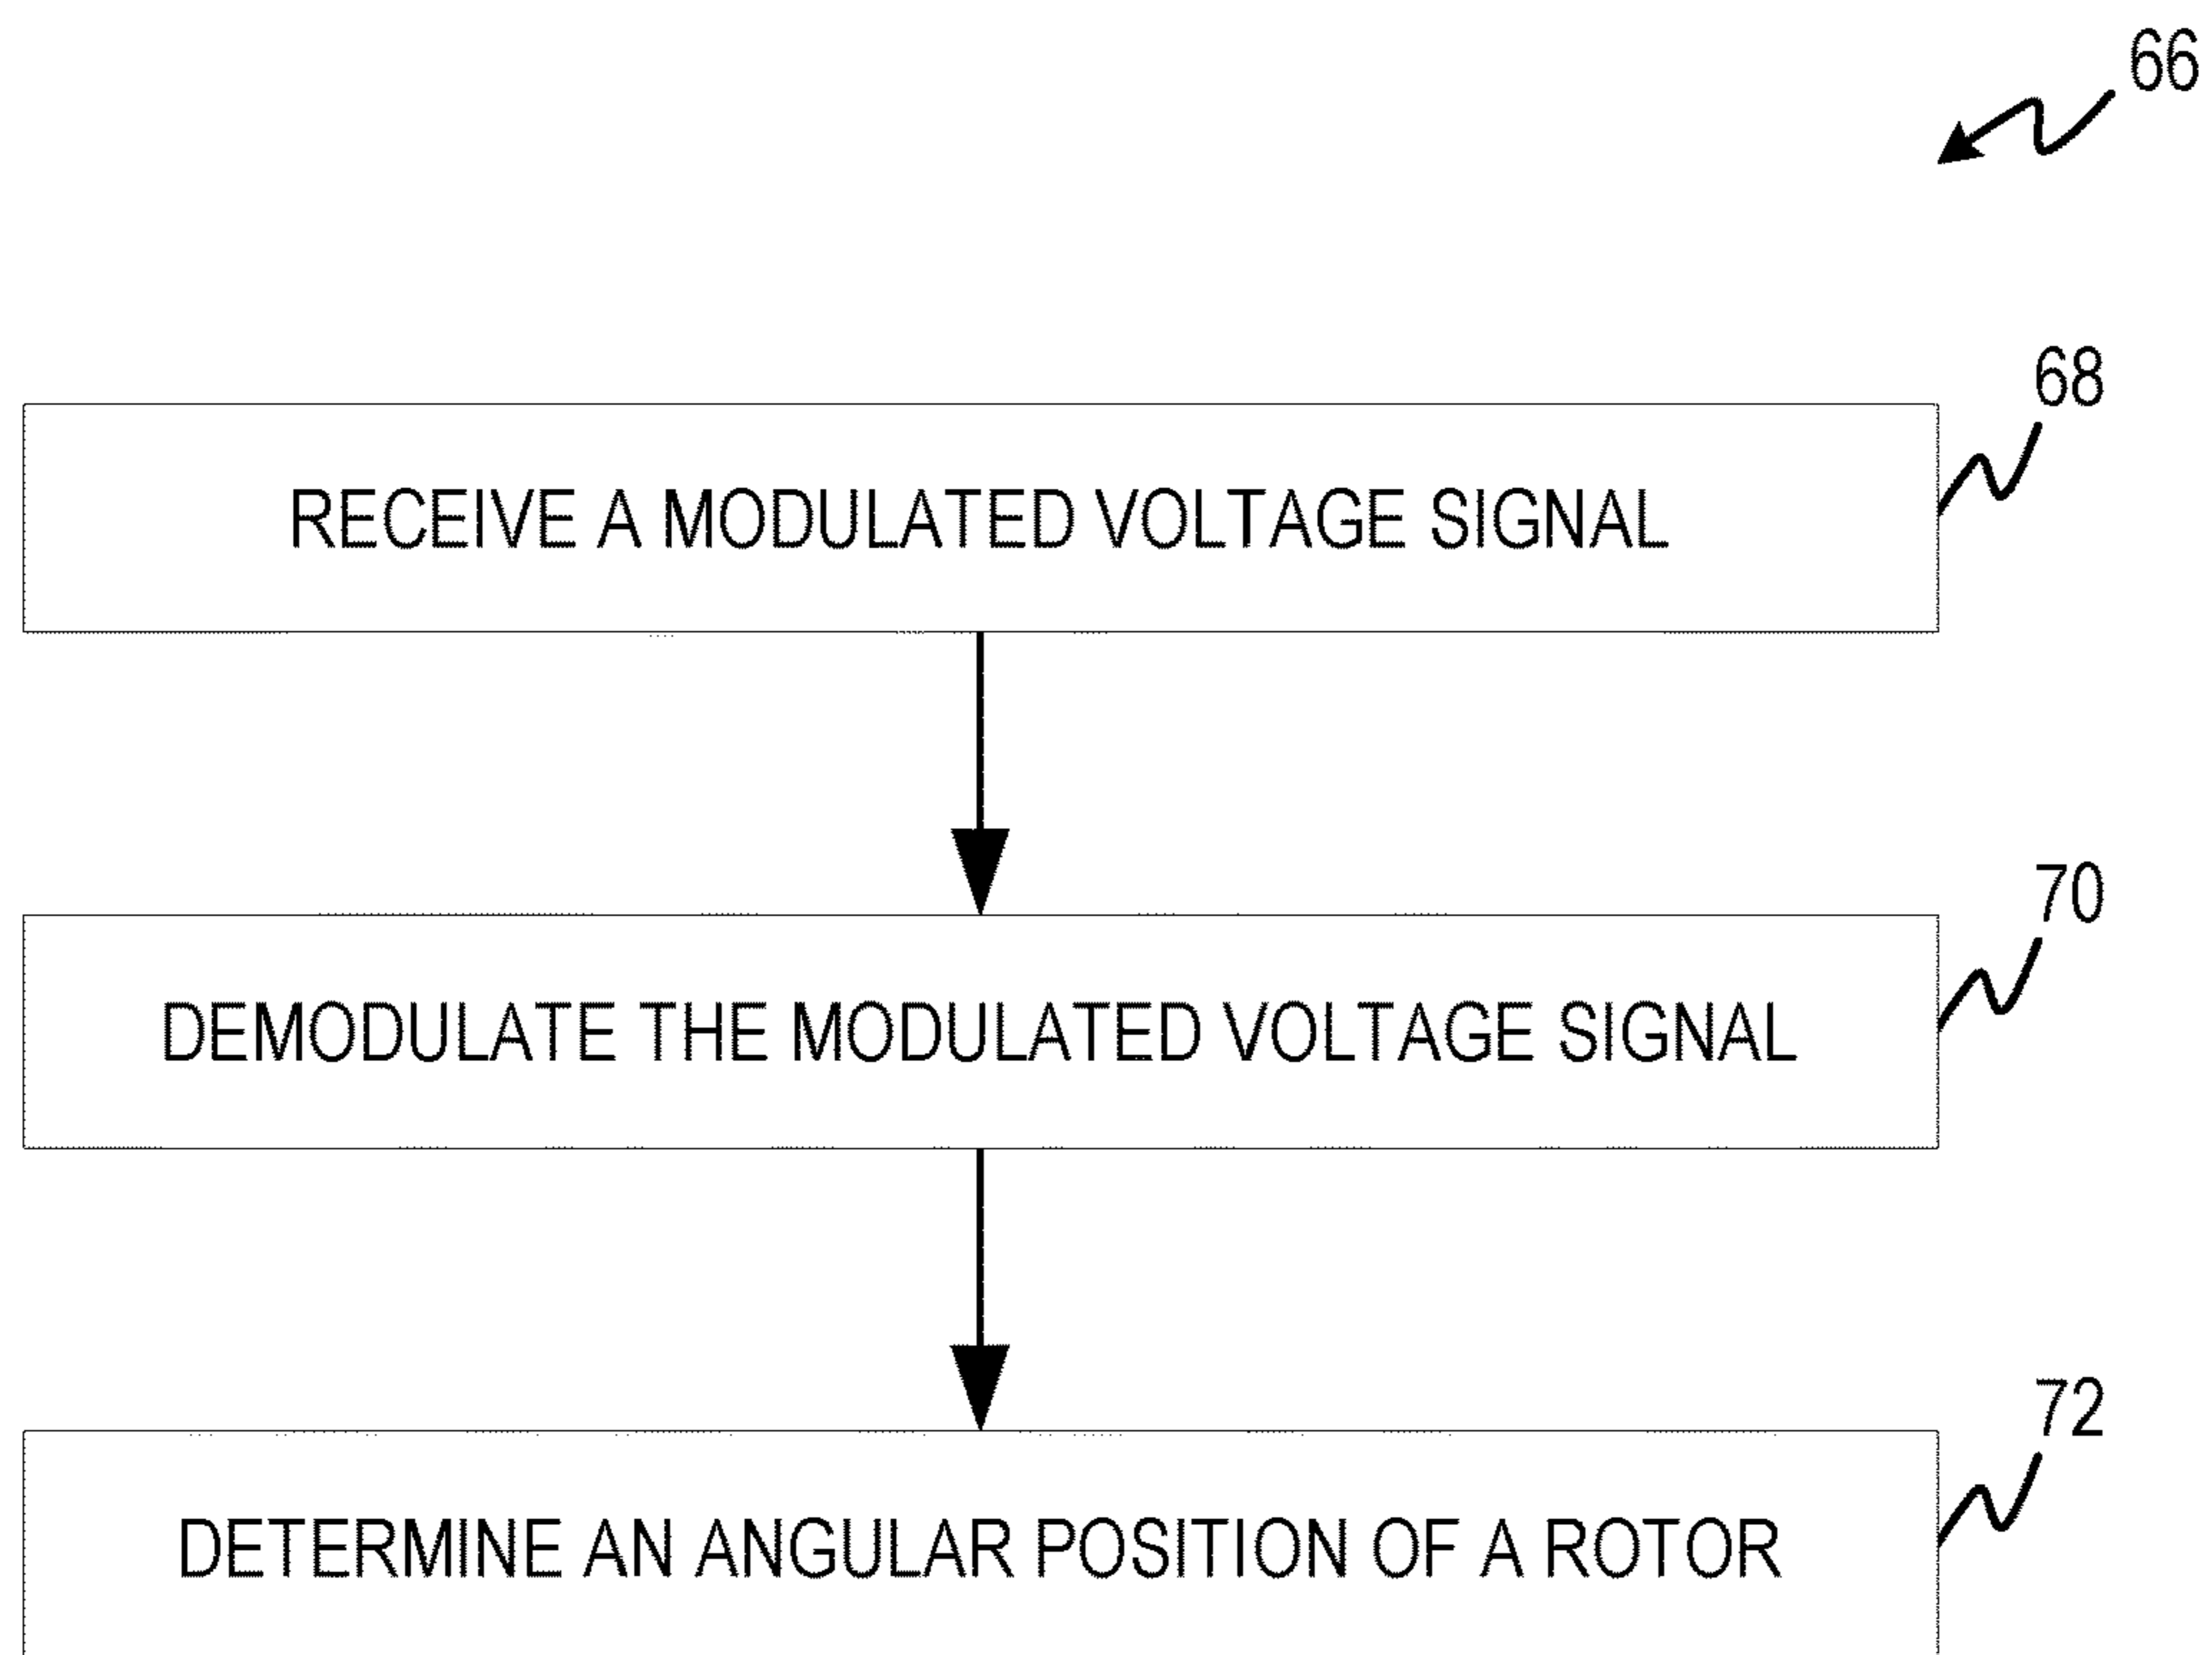 66
68
RECEIVE A MODULATED VOLTAGE SIGNAL
70
DEMODULATE THE MODULATED VOLTAGE SIGNAL
72
DETERMINE AN ANGULAR POSITION OF A ROTOR